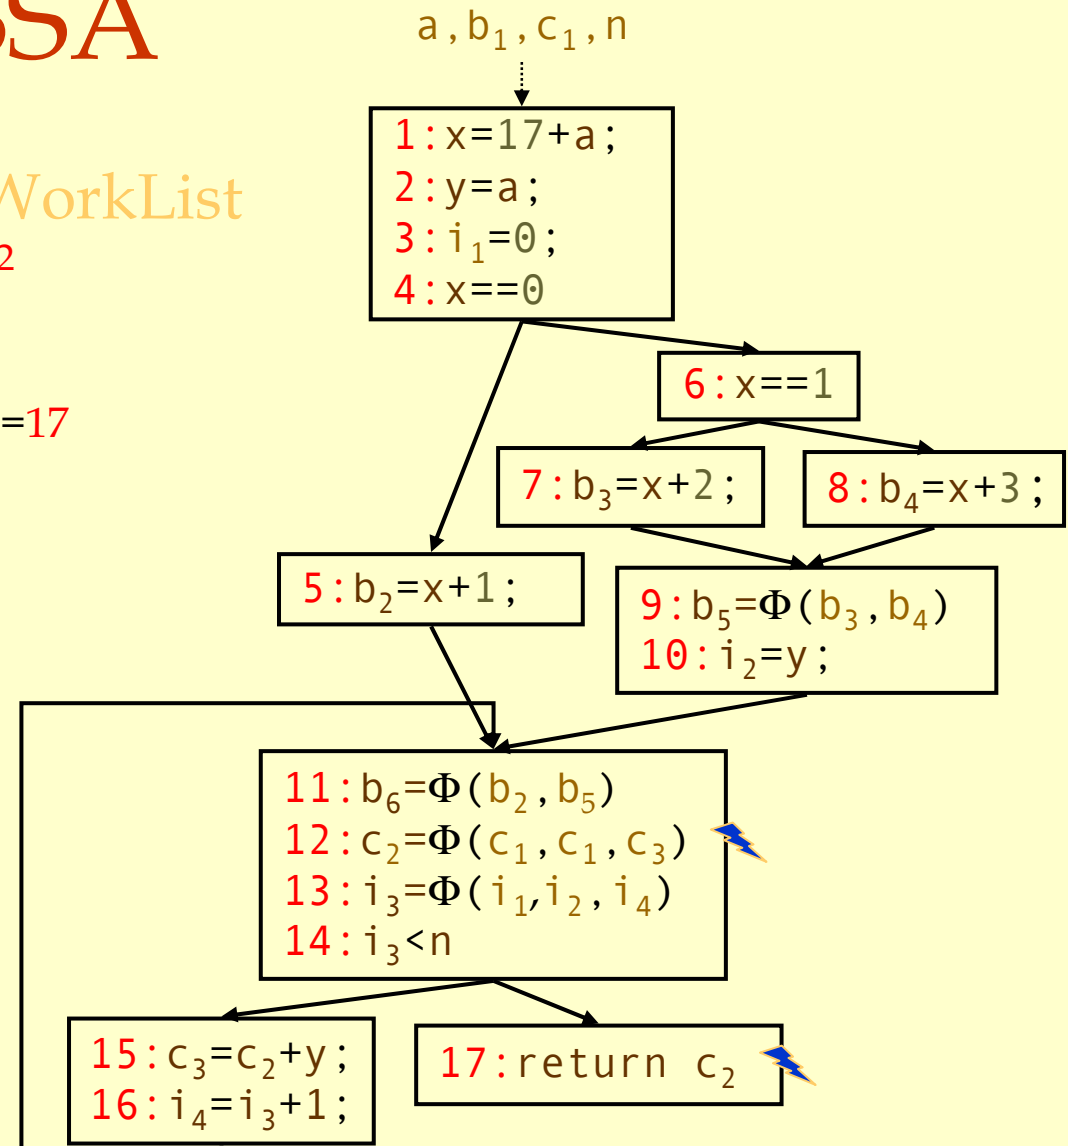 SSA
a,b₁,c₁,n
WorkList
2
=17
1:x=17+a;
2:y=a;
3:i₁=0;
4:x==0
6:x==1
7:b₃=x+2;
8:b₄=x+3;
5:b₂=x+1;
9:b₅=Φ(b₃,b₄)
10:i₂=y;
11:b₆=Φ(b₂,b₅)
12:c₂=Φ(c₁,c₁,c₃)
13:i₃=Φ(i₁,i₂,i₄)
14:i₃<n
15:c₃=c₂+y;
16:i₄=i₃+1;
17:return c₂